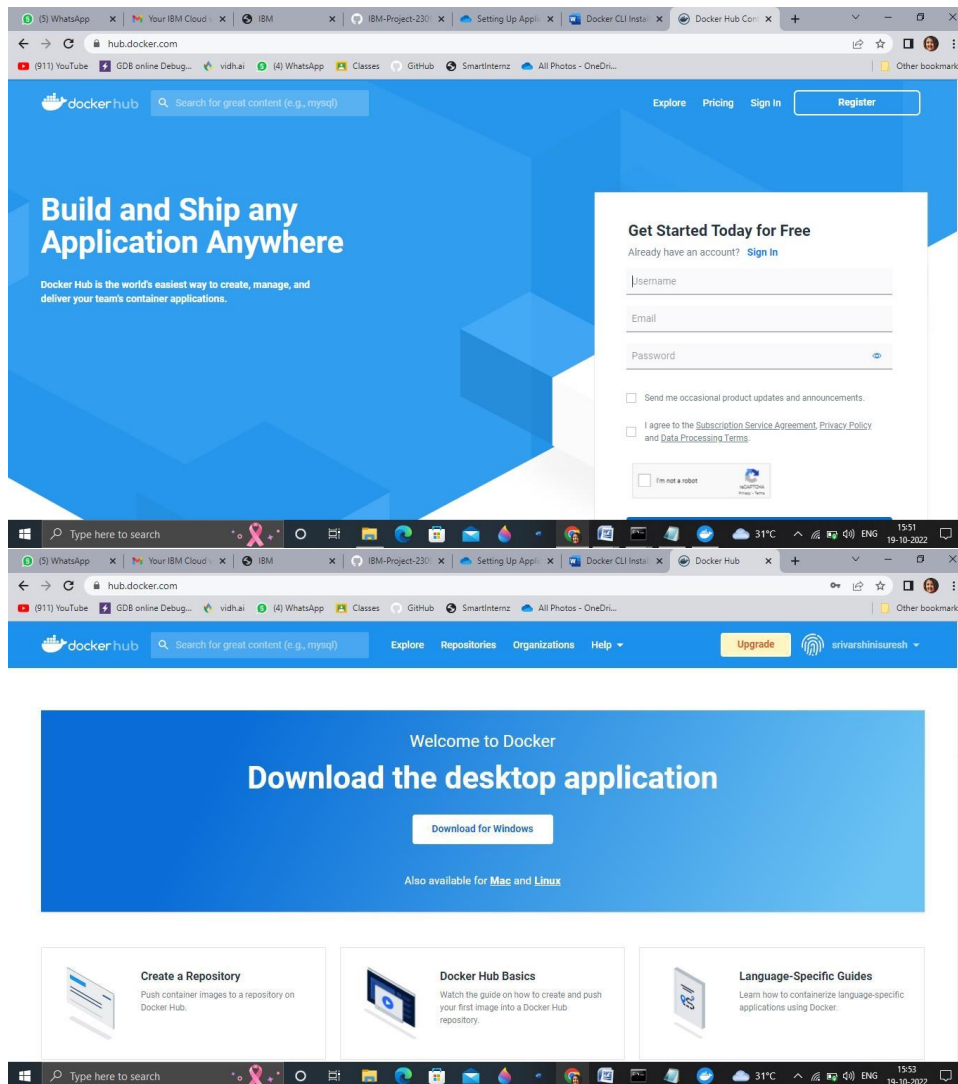 (5) WhatsApp
Your IBM Cloud
IBM
IBM-Project-230
Setting Up Appli
Docker CLI Instal
Docker Hub Con
hub.docker.com
(911) YouTube
GDB online Debug...
vidh.ai
(4) WhatsApp
Classes
GitHub
SmartInternz
All Photos - OneDri...
Other bookmark
docker hub
Search for great content (e.g., mysql)
Explore
Pricing
Sign In
Register
Build and Ship any
Application Anywhere
Docker Hub is the world's easiest way to create, manage, and
deliver your team's container applications.
Get Started Today for Free
Already have an account? Sign In
Username
Email
Password
Send me occasional product updates and announcements.
I agree to the Subscription Service Agreement, Privacy Policy
and Data Processing Terms.
I'm not a robot
reCAPTCHA
Privacy - Terms
Type here to search
31°C
ENG
15:51
19-10-2022
(5) WhatsApp
Your IBM Cloud
IBM
IBM-Project-230
Setting Up Appli
Docker CLI Instal
Docker Hub
hub.docker.com
(911) YouTube
GDB online Debug...
vidh.ai
(4) WhatsApp
Classes
GitHub
SmartInternz
All Photos - OneDri...
Other bookmark
docker hub
Search for great content (e.g., mysql)
Explore
Repositories
Organizations
Help
Upgrade
srivarshinisuresh
Welcome to Docker
Download the desktop application
Download for Windows
Also available for Mac and Linux
Create a Repository
Push container images to a repository on
Docker Hub.
Docker Hub Basics
Watch the guide on how to create and push
your first image into a Docker Hub
repository.
Language-Specific Guides
Learn how to containerize language-specific
applications using Docker.
Type here to search
31°C
ENG
15:53
19-10-2022